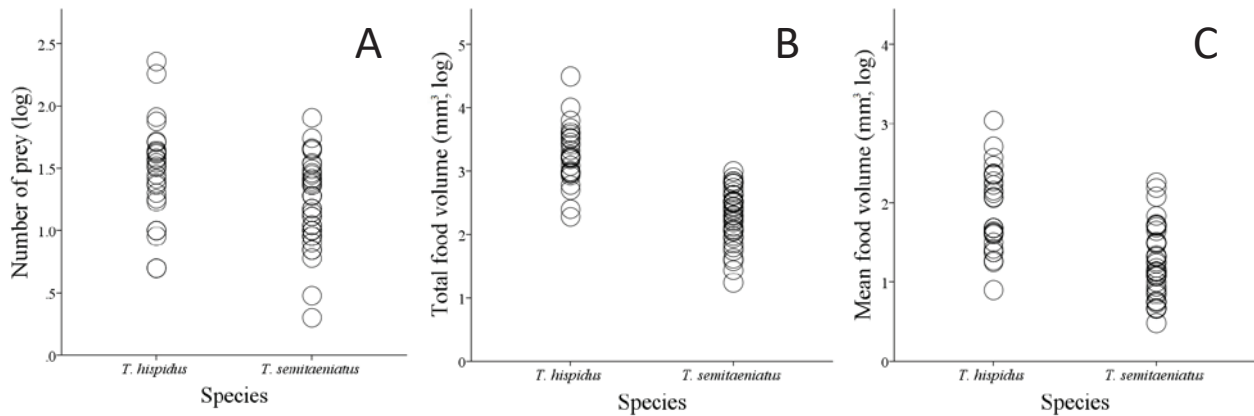 A
Number of prey (log)
2.5
2.0
1.5
1.0
.5
.0
T. hispidus
T. semitaeniatus
Species
B
Total food volume (mm³, log)
5
4
3
2
1
0
T. hispidus
T. semitaeniatus
Species
C
Mean food volume (mm³, log)
4
3
2
1
0
T. hispidus
T. semitaeniatus
Species